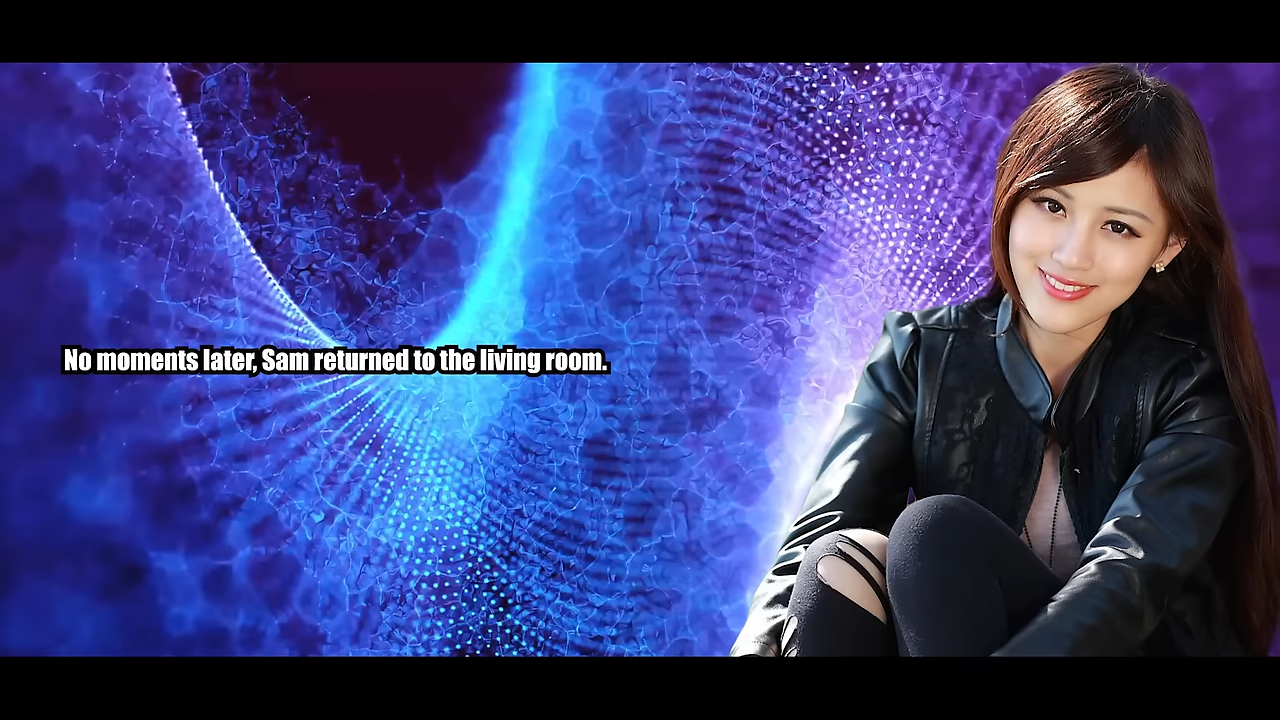 No moments later, Sam returned to the living room.